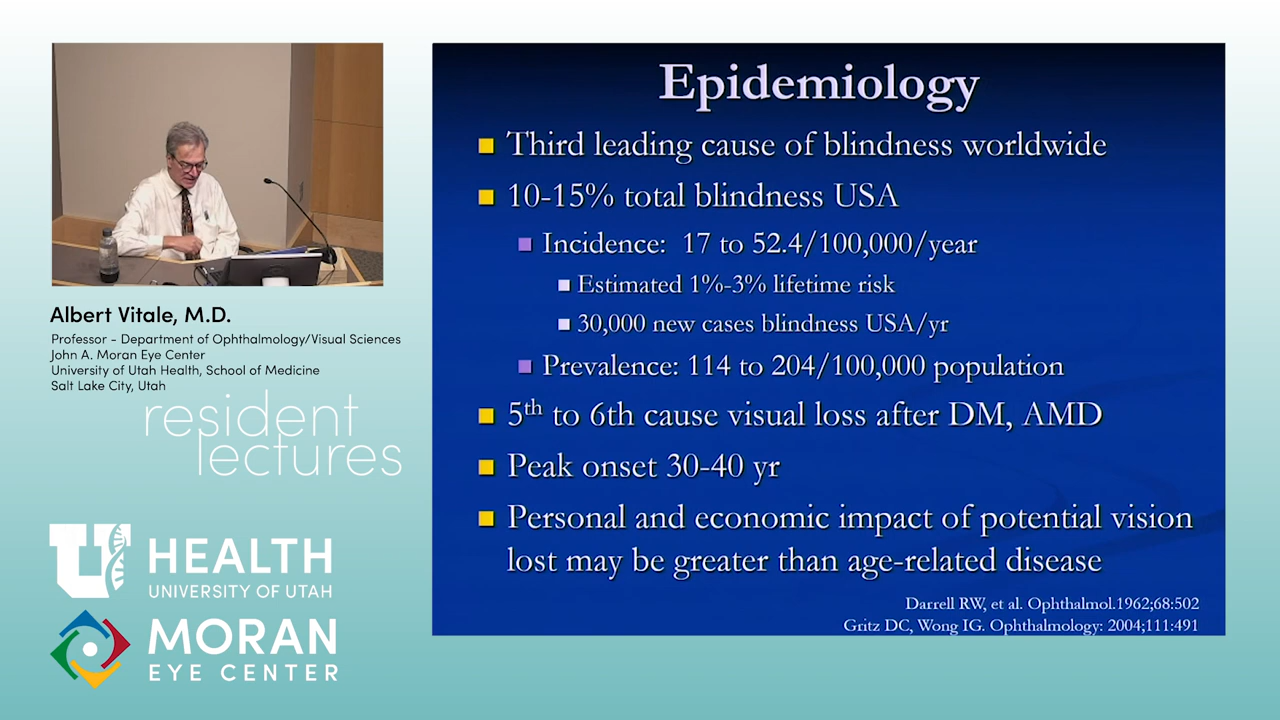 Albert Vitale, M.D.
Professor - Department of Ophthalmology/Visual Sciences
John A. Moran Eye Center
University of Utah Health, School of Medicine
Salt Lake City, Utah
resident
lectures
U HEALTH
UNIVERSITY OF UTAH
MORAN
EYE CENTER
Epidemiology
Third leading cause of blindness worldwide
10-15% total blindness USA
Incidence: 17 to 52.4/100,000/year
Estimated 1%-3% lifetime risk
30,000 new cases blindness USA/yr
Prevalence: 114 to 204/100,000 population
5th to 6th cause visual loss after DM, AMD
Peak onset 30-40 yr
Personal and economic impact of potential vision
lost may be greater than age-related disease
Darrell RW, et al. Ophthalmol.1962;68:502
Gritz DC, Wong IG. Ophthalmology: 2004;111:491